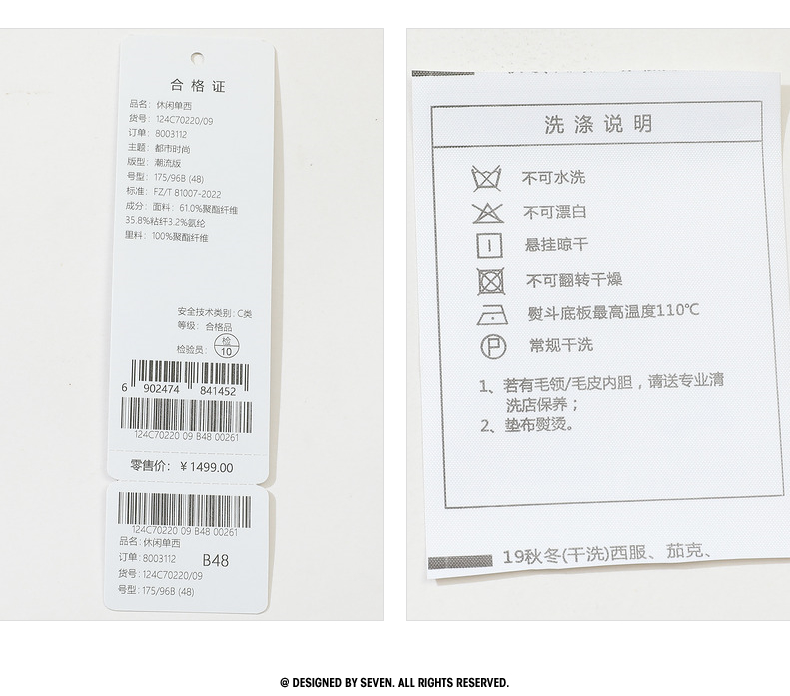 合格证
品名：休闲单西
货号：124C70220/09
订单：8003112
主题：都市时尚
版型：潮流版
号型：175/96B (48)
标准：FZ/T 81007-2022
成分：面料：61.0%聚酯纤维
35.8%粘纤3.2%氨纶
里料：100%聚酯纤维
安全技术类别：C类
等级：合格品
检验员：检 10
6 902474 841452
124C70220 09 B48 00261
零售价：￥1499.00
124C70220 09 B48 00261
品名：休闲单西
订单：8003112 B48
货号：124C70220/09
号型：175/96B (48)
洗涤说明
不可水洗
不可漂白
悬挂晾干
不可翻转干燥
熨斗底板最高温度110℃
P 常规干洗
1、若有毛领/毛皮内胆，请送专业清
洗店保养；
2、垫布熨烫。
19秋冬(干洗)西服、茄克、
@ DESIGNED BY SEVEN. ALL RIGHTS RESERVED.